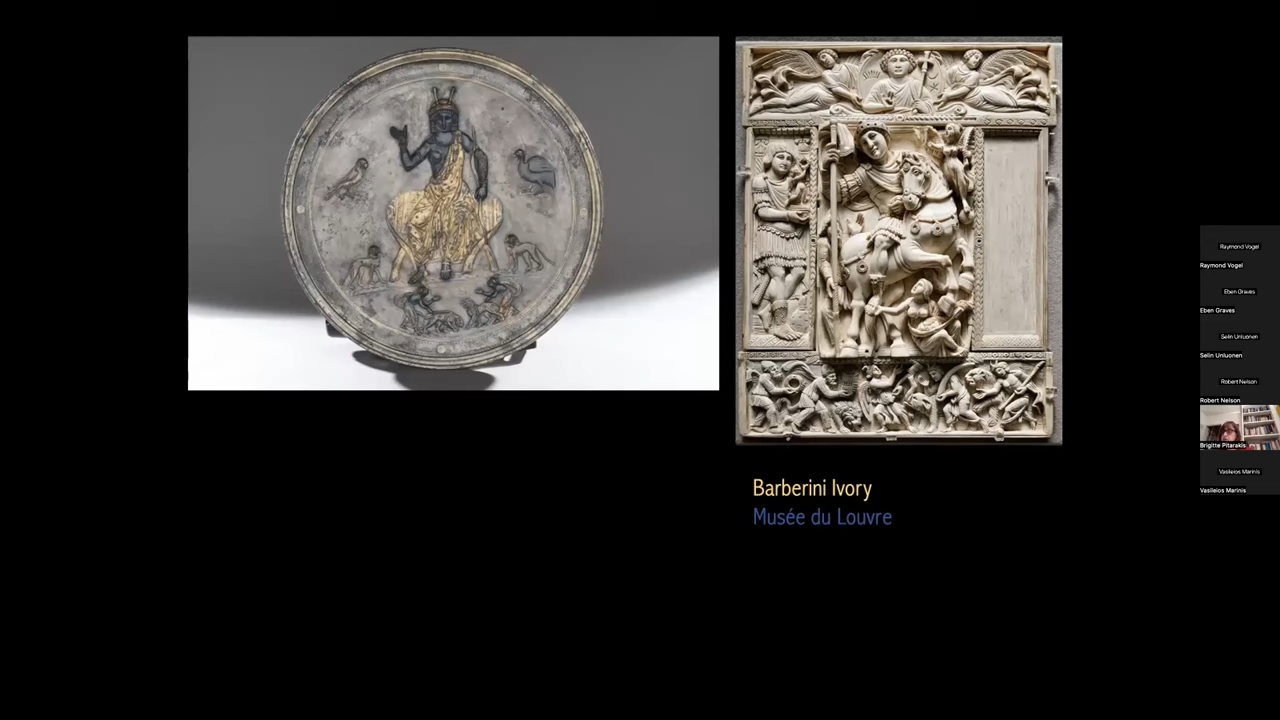 Barberini Ivory
Musée du Louvre
Raymond Vogel
Raymond Vogel
Eben Graves
Eben Graves
Selin Unluonen
Selin Unluonen
Robert Nelson
Robert Nelson
Brigitte Pitarakis
Vasileios Marinis
Vasileios Marinis